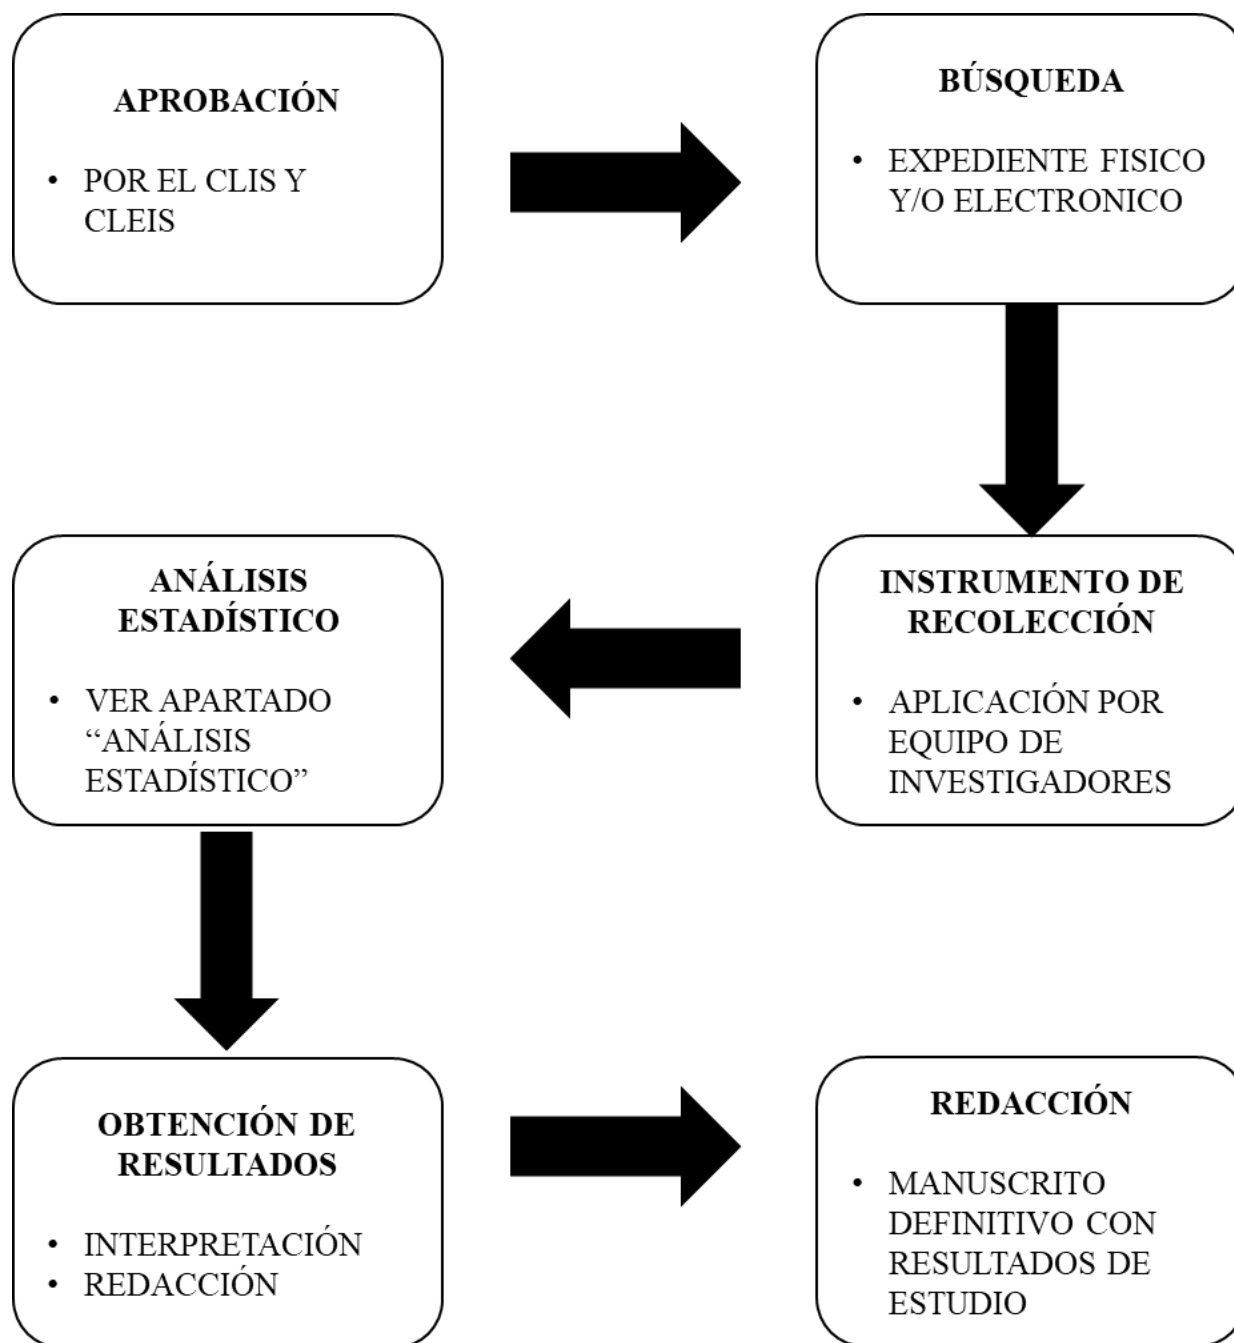 APROBACIÓN
• POR EL CLIS Y
CLEIS
BÚSQUEDA
• EXPEDIENTE FISICO
Y/O ELECTRONICO
INSTRUMENTO DE
RECOLECCIÓN
• APLICACIÓN POR
EQUIPO DE
INVESTIGADORES
ANÁLISIS
ESTADÍSTICO
• VER APARTADO
“ANÁLISIS
ESTADÍSTICO”
OBTENCIÓN DE
RESULTADOS
• INTERPRETACIÓN
• REDACCIÓN
REDACCIÓN
• MANUSCRITO
DEFINITIVO CON
RESULTADOS DE
ESTUDIO